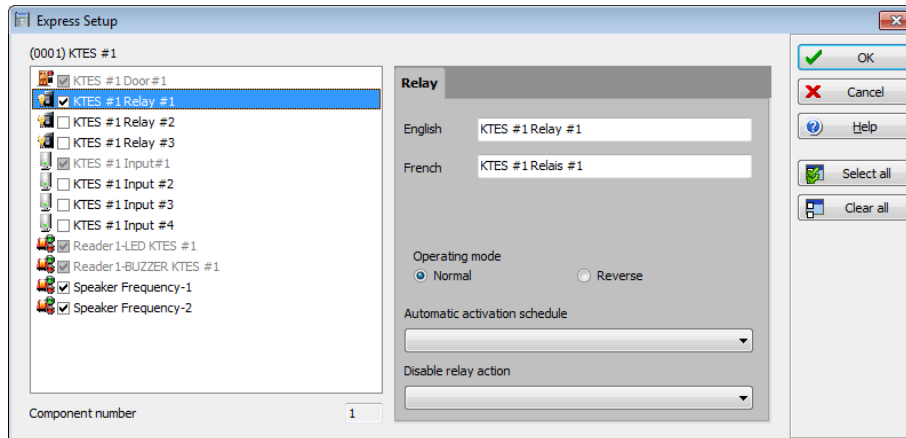 Express Setup
(0001) KTES #1
KTES #1 Door#1
KTES #1 Relay #1
KTES #1 Relay #2
KTES #1 Relay #3
KTES #1 Input#1
KTES #1 Input #2
KTES #1 Input #3
KTES #1 Input #4
Reader1-LED KTES #1
Reader1-BUZZER KTES #1
Speaker Frequency-1
Speaker Frequency-2
Component number 1
Relay
English KTES #1 Relay #1
French KTES #1 Relais #1
Operating mode
Normal Reverse
Automatic activation schedule
Disable relay action
OK
Cancel
Help
Select all
Clear all